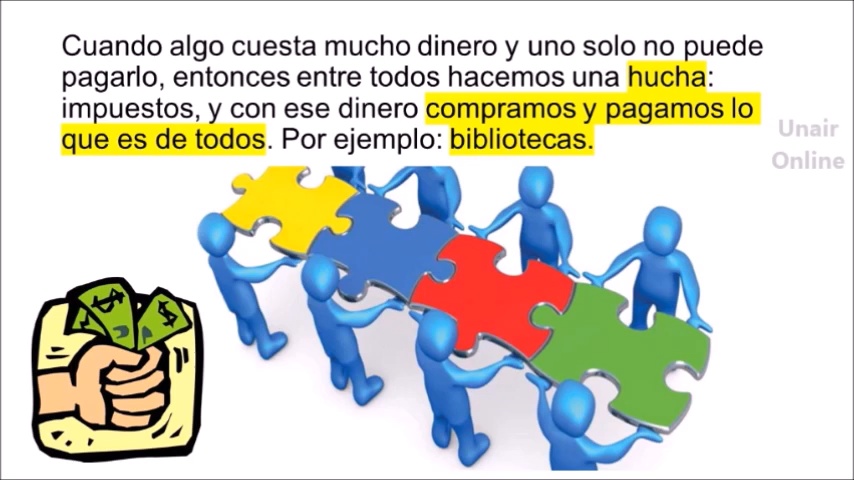 Cuando algo cuesta mucho dinero y uno solo no puede
pagarlo, entonces entre todos hacemos una hucha:
impuestos, y con ese dinero compramos y pagamos lo
que es de todos. Por ejemplo: bibliotecas.
Unair
Online